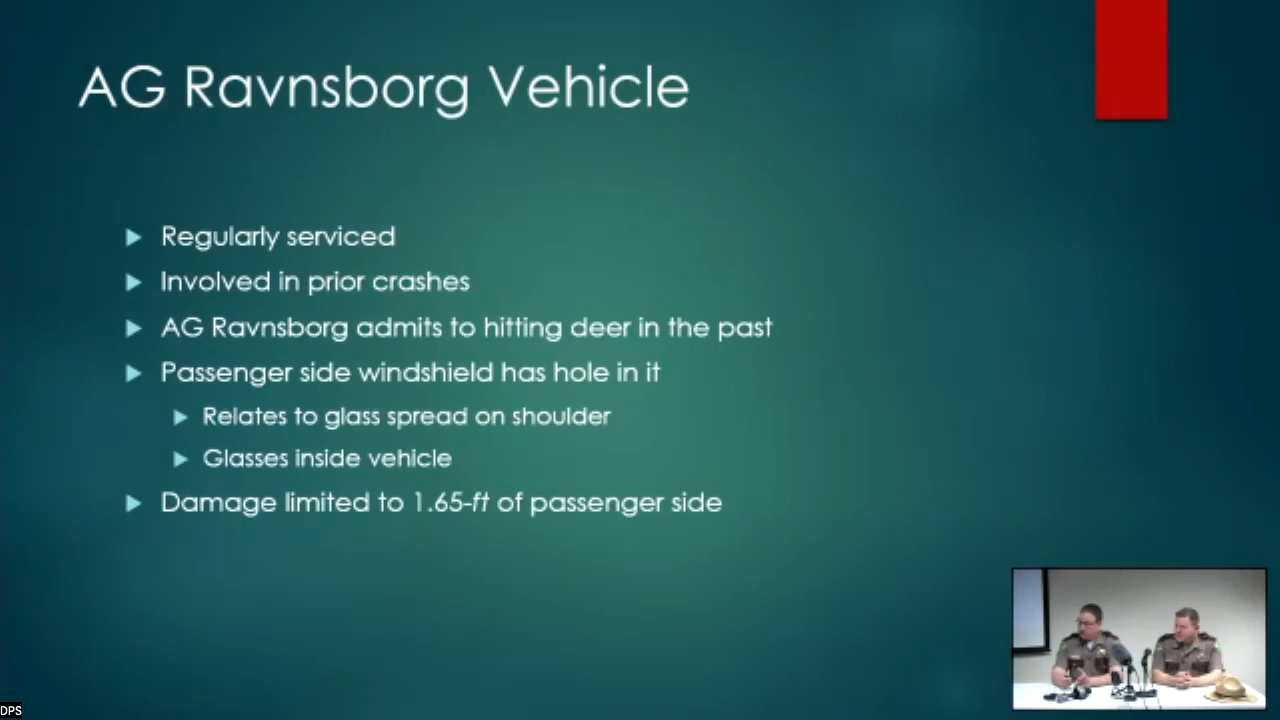 AG Ravnsborg Vehicle
Regularly serviced
Involved in prior crashes
AG Ravnsborg admits to hitting deer in the past
Passenger side windshield has hole in it
Relates to glass spread on shoulder
Glasses inside vehicle
Damage limited to 1.65-ft of passenger side
DPS